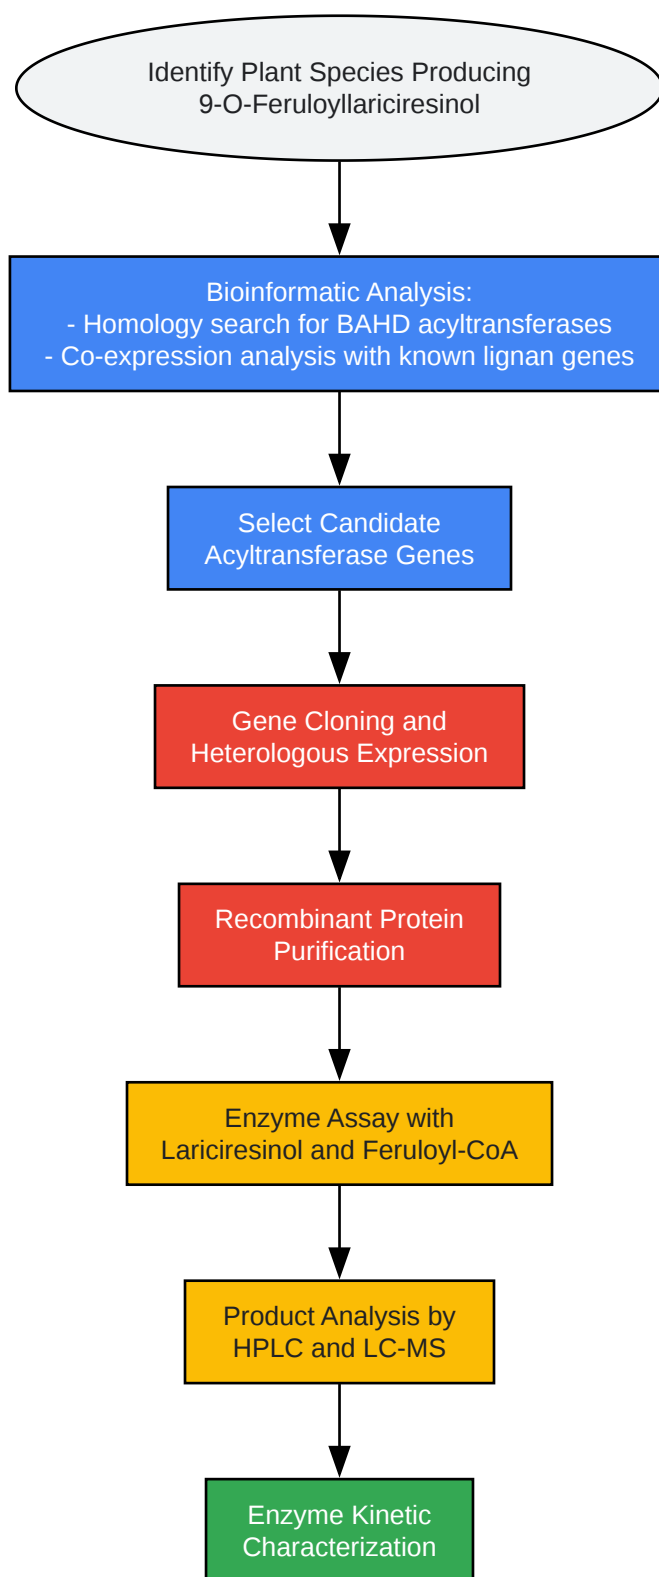 Identify Plant Species Producing
9-O-Feruloyllariciresinol
Bioinformatic Analysis:
- Homology search for BAHD acyltransferases
- Co-expression analysis with known lignan genes
Select Candidate
Acyltransferase Genes
Gene Cloning and
Heterologous Expression
Recombinant Protein
Purification
Enzyme Assay with
Lariciresinol and Feruloyl-CoA
Product Analysis by
HPLC and LC-MS
Enzyme Kinetic
Characterization